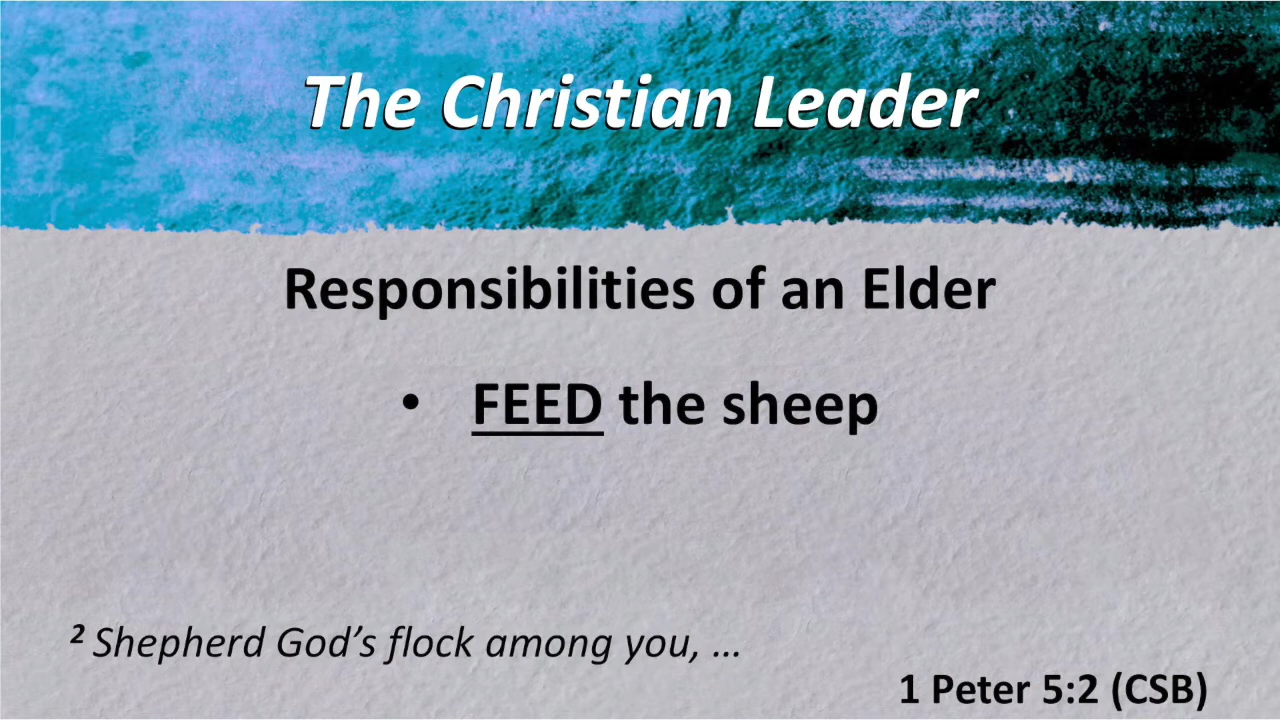 The Christian Leader
Responsibilities of an Elder
• FEED the sheep
² Shepherd God’s flock among you, …
1 Peter 5:2 (CSB)